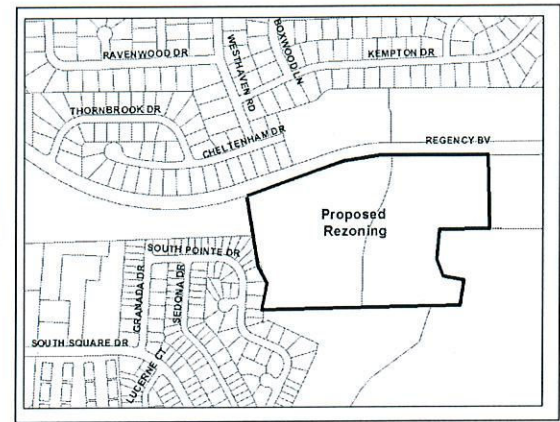 RAVENWOOD DR
WESTHAVEN RD
BOXWOOD LN
KEMPTON DR
THORNBROOK DR
CHELTENHAM DR
REGENCY BV
Proposed
Rezoning
SOUTH POINTE DR
GRANADA DR
SEDONA DR
SOUTH SQUARE DR
LUCERNE CT